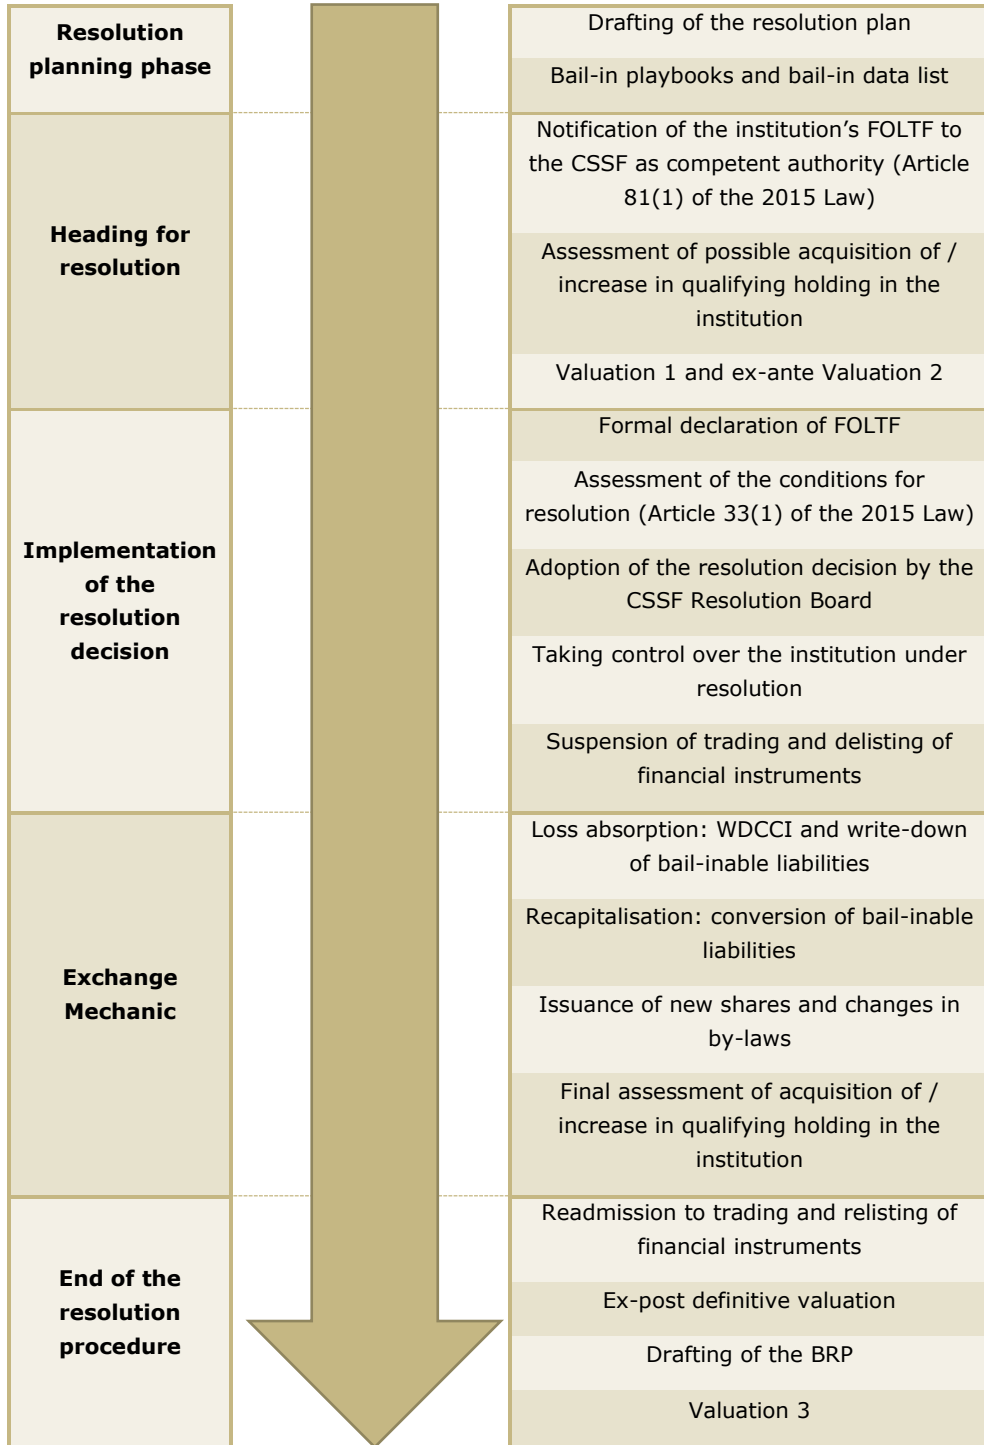 Resolution
planning phase
Drafting of the resolution plan
Bail-in playbooks and bail-in data list
Heading for
resolution
Notification of the institution’s FOLTF to
the CSSF as competent authority (Article
81(1) of the 2015 Law)
Assessment of possible acquisition of /
increase in qualifying holding in the
institution
Valuation 1 and ex-ante Valuation 2
Implementation
of the
resolution
decision
Formal declaration of FOLTF
Assessment of the conditions for
resolution (Article 33(1) of the 2015 Law)
Adoption of the resolution decision by the
CSSF Resolution Board
Taking control over the institution under
resolution
Suspension of trading and delisting of
financial instruments
Exchange
Mechanic
Loss absorption: WDCCI and write-down
of bail-inable liabilities
Recapitalisation: conversion of bail-inable
liabilities
Issuance of new shares and changes in
by-laws
Final assessment of acquisition of /
increase in qualifying holding in the
institution
End of the
resolution
procedure
Readmission to trading and relisting of
financial instruments
Ex-post definitive valuation
Drafting of the BRP
Valuation 3